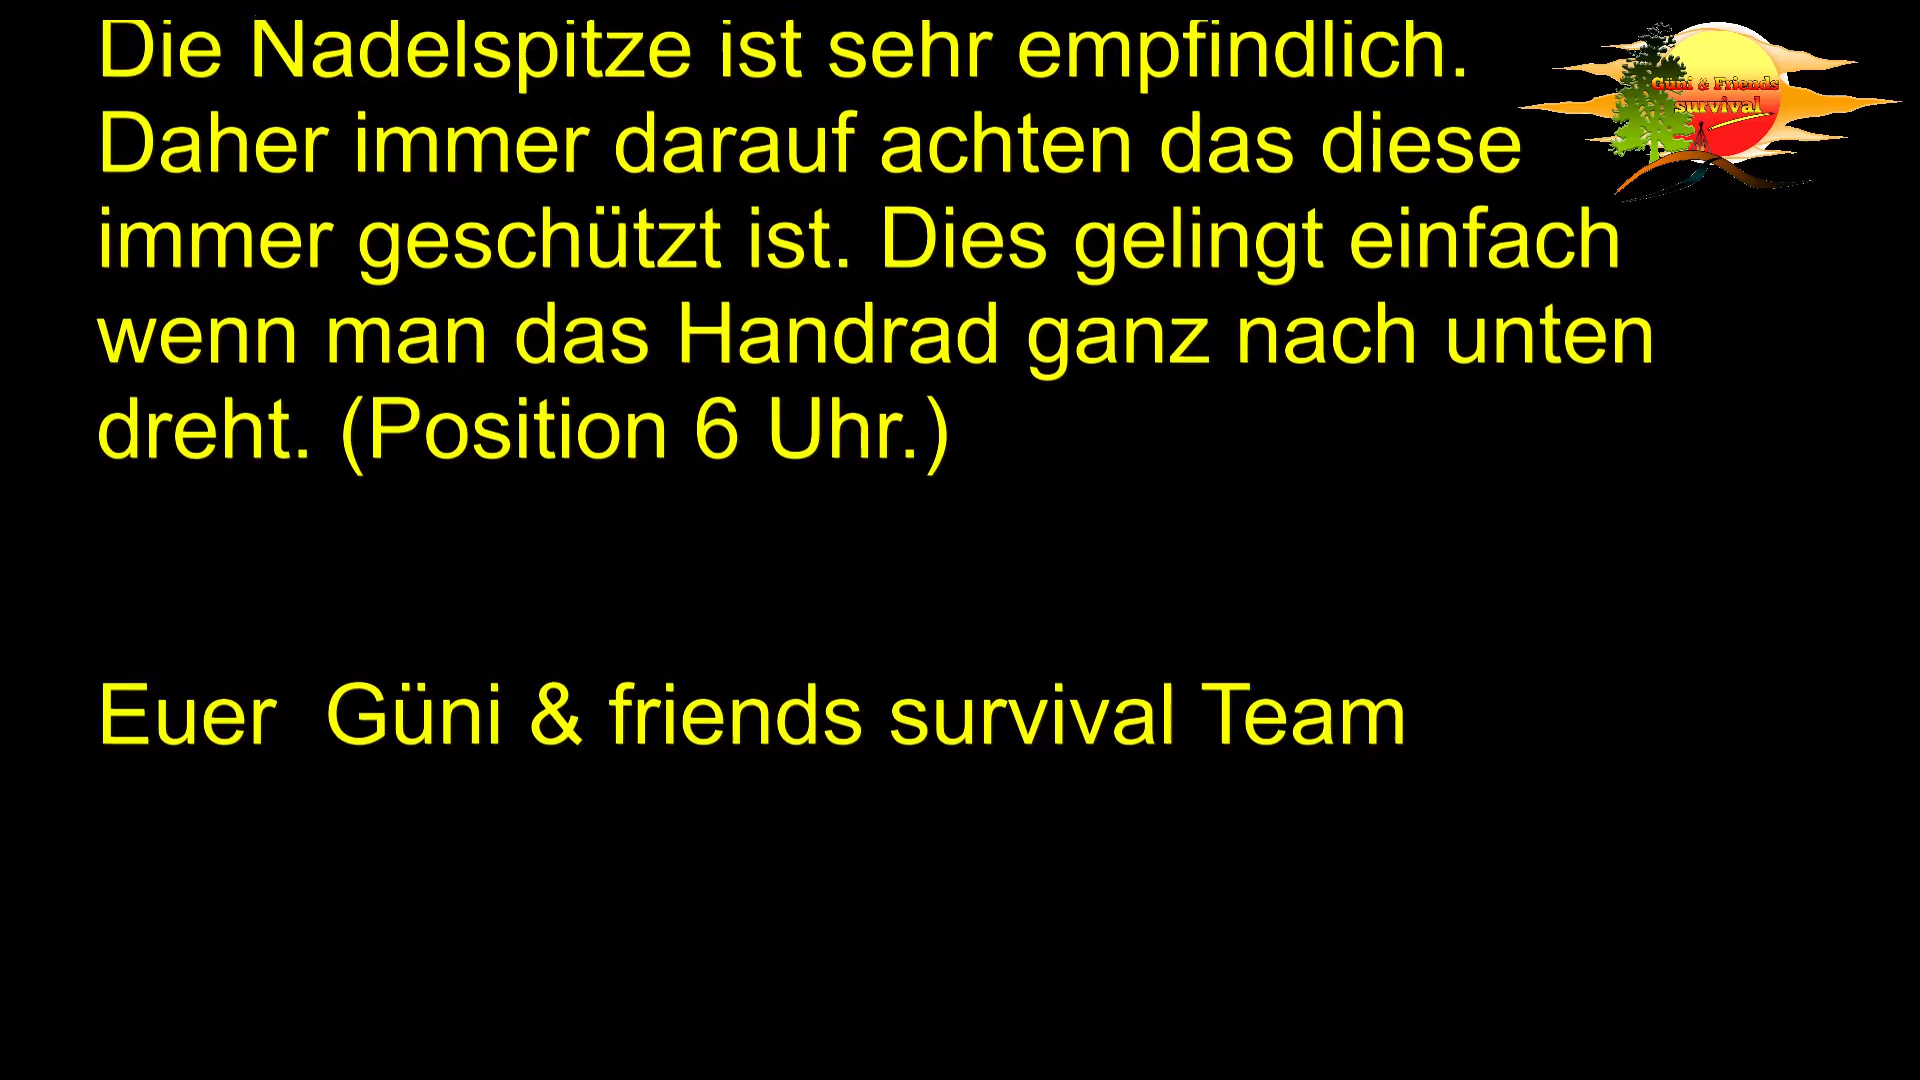 Die Nadelspitze ist sehr empfindlich.
Güni & Friends
survival
Daher immer darauf achten das diese
immer geschützt ist. Dies gelingt einfach
wenn man das Handrad ganz nach unten
dreht. (Position 6 Uhr.)
Euer  Güni & friends survival Team